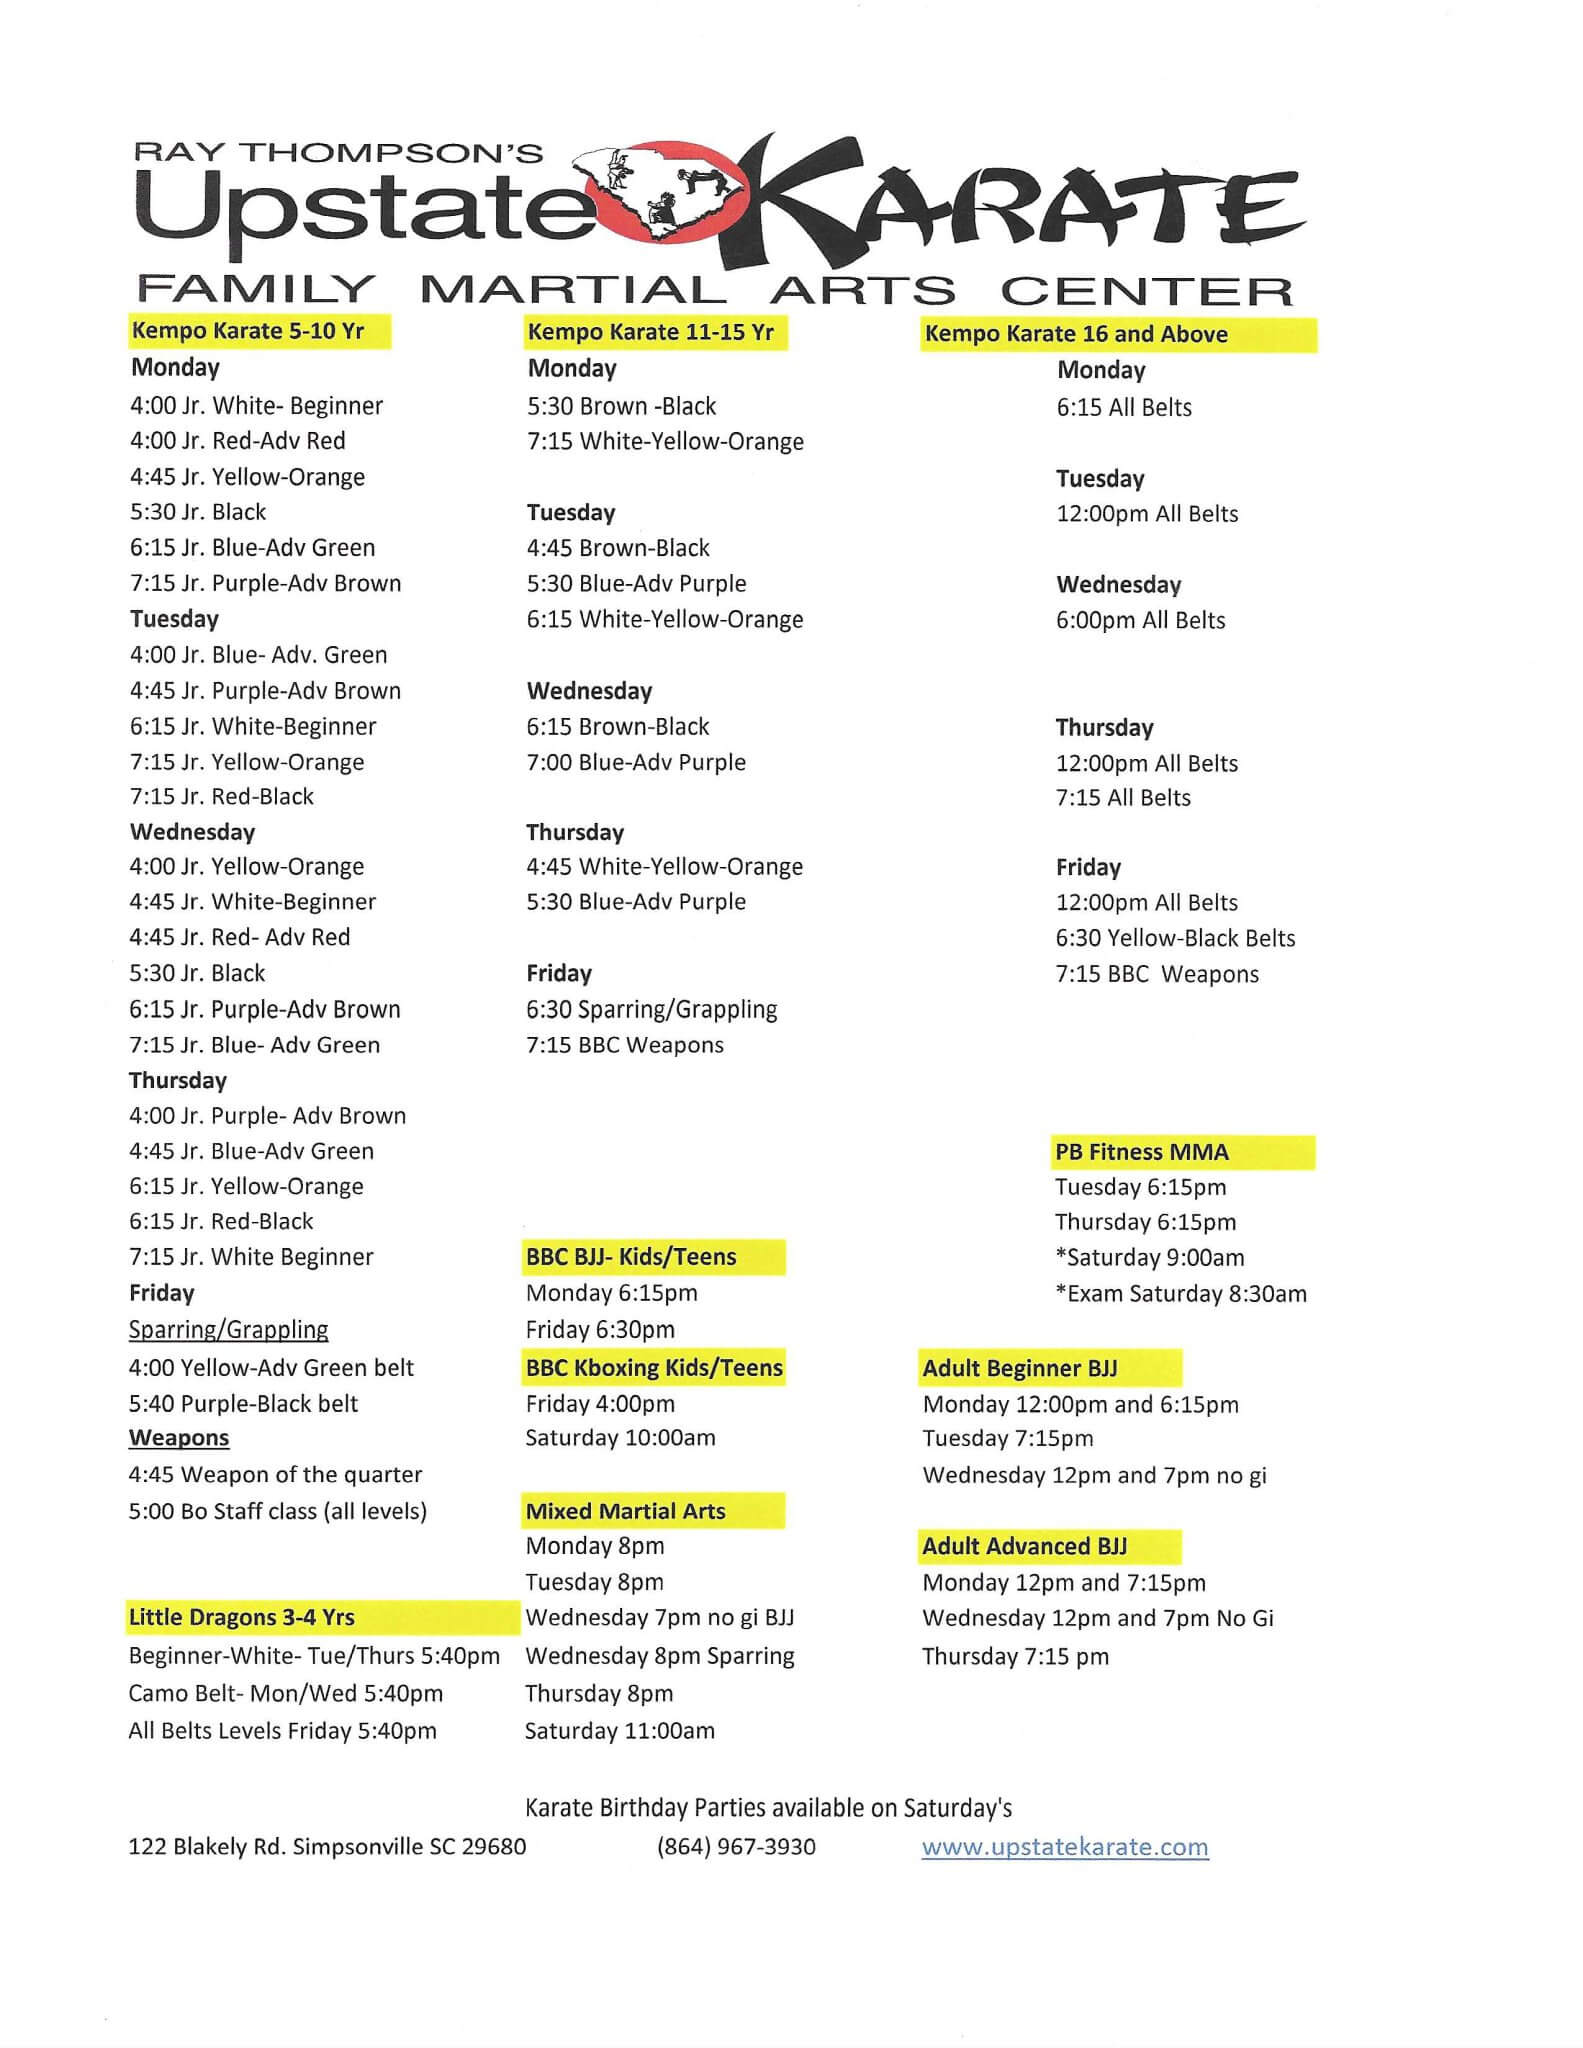 RAY THOMPSON'S
Upstate KARATE
FAMILY MARTIAL ARTS CENTER
Kempo Karate 5-10 Yr
Monday
4:00 Jr. White- Beginner
4:00 Jr. Red-Adv Red
4:45 Jr. Yellow-Orange
5:30 Jr. Black
6:15 Jr. Blue-Adv Green
7:15 Jr. Purple-Adv Brown
Tuesday
4:00 Jr. Blue- Adv. Green
4:45 Jr. Purple-Adv Brown
6:15 Jr. White-Beginner
7:15 Jr. Yellow-Orange
7:15 Jr. Red-Black
Wednesday
4:00 Jr. Yellow-Orange
4:45 Jr. White-Beginner
4:45 Jr. Red- Adv Red
5:30 Jr. Black
6:15 Jr. Purple-Adv Brown
7:15 Jr. Blue- Adv Green
Thursday
4:00 Jr. Purple- Adv Brown
4:45 Jr. Blue-Adv Green
6:15 Jr. Yellow-Orange
6:15 Jr. Red-Black
7:15 Jr. White Beginner
Friday
Sparring/Grappling
4:00 Yellow-Adv Green belt
5:40 Purple-Black belt
Weapons
4:45 Weapon of the quarter
5:00 Bo Staff class (all levels)
Little Dragons 3-4 Yrs
Beginner-White- Tue/Thurs 5:40pm
Camo Belt- Mon/Wed 5:40pm
All Belts Levels Friday 5:40pm
Kempo Karate 11-15 Yr
Monday
5:30 Brown -Black
7:15 White-Yellow-Orange
Tuesday
4:45 Brown-Black
5:30 Blue-Adv Purple
6:15 White-Yellow-Orange
Wednesday
6:15 Brown-Black
7:00 Blue-Adv Purple
Thursday
4:45 White-Yellow-Orange
5:30 Blue-Adv Purple
Friday
6:30 Sparring/Grappling
7:15 BBC Weapons
BBC BJJ- Kids/Teens
Monday 6:15pm
Friday 6:30pm
BBC Kboxing Kids/Teens
Friday 4:00pm
Saturday 10:00am
Mixed Martial Arts
Monday 8pm
Tuesday 8pm
Wednesday 7pm no gi BJJ
Wednesday 8pm Sparring
Thursday 8pm
Saturday 11:00am
Kempo Karate 16 and Above
Monday
6:15 All Belts
Tuesday
12:00pm All Belts
Wednesday
6:00pm All Belts
Thursday
12:00pm All Belts
7:15 All Belts
Friday
12:00pm All Belts
6:30 Yellow-Black Belts
7:15 BBC  Weapons
PB Fitness MMA
Tuesday 6:15pm
Thursday 6:15pm
*Saturday 9:00am
*Exam Saturday 8:30am
Adult Beginner BJJ
Monday 12:00pm and 6:15pm
Tuesday 7:15pm
Wednesday 12pm and 7pm no gi
Adult Advanced BJJ
Monday 12pm and 7:15pm
Wednesday 12pm and 7pm No Gi
Thursday 7:15 pm
Karate Birthday Parties available on Saturday's
122 Blakely Rd. Simpsonville SC 29680 (864) 967-3930 www.upstatekarate.com